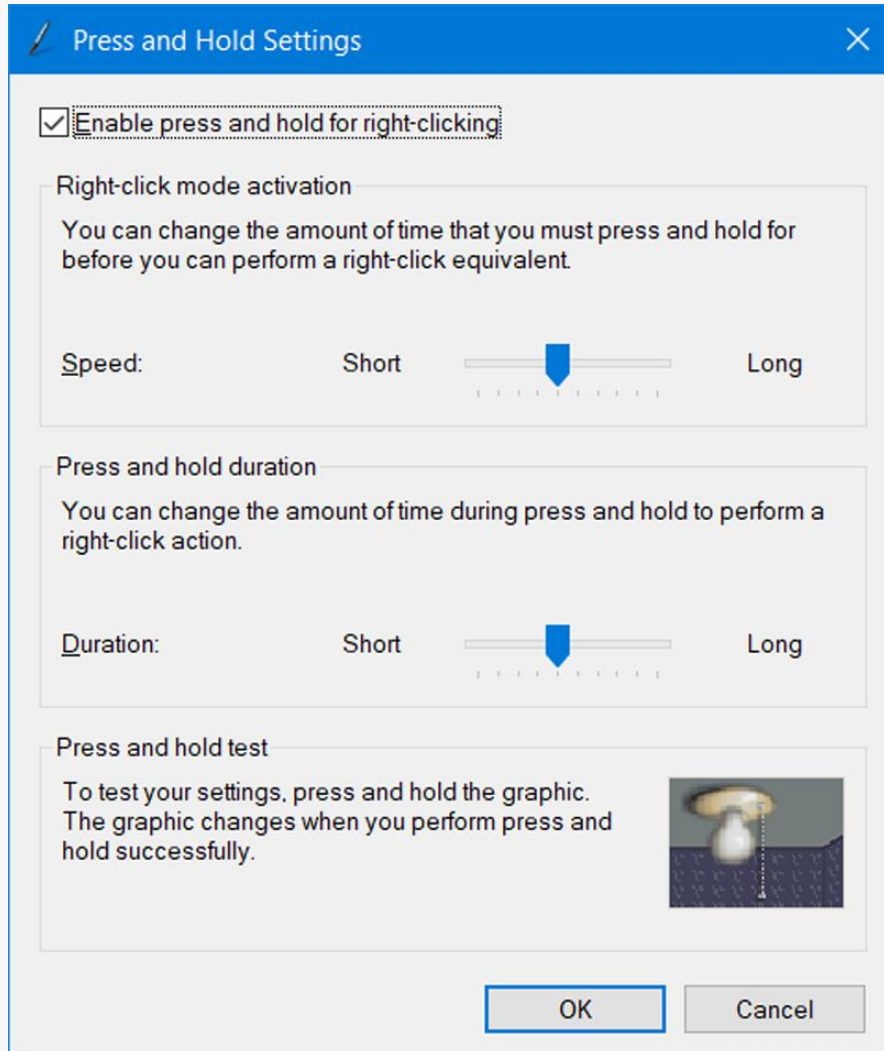 Press and Hold Settings
Enable press and hold for right-clicking
Right-click mode activation
You can change the amount of time that you must press and hold for
before you can perform a right-click equivalent.
Speed: Short Long
Press and hold duration
You can change the amount of time during press and hold to perform a
right-click action.
Duration: Short Long
Press and hold test
To test your settings, press and hold the graphic.
The graphic changes when you perform press and
hold successfully.
OK Cancel